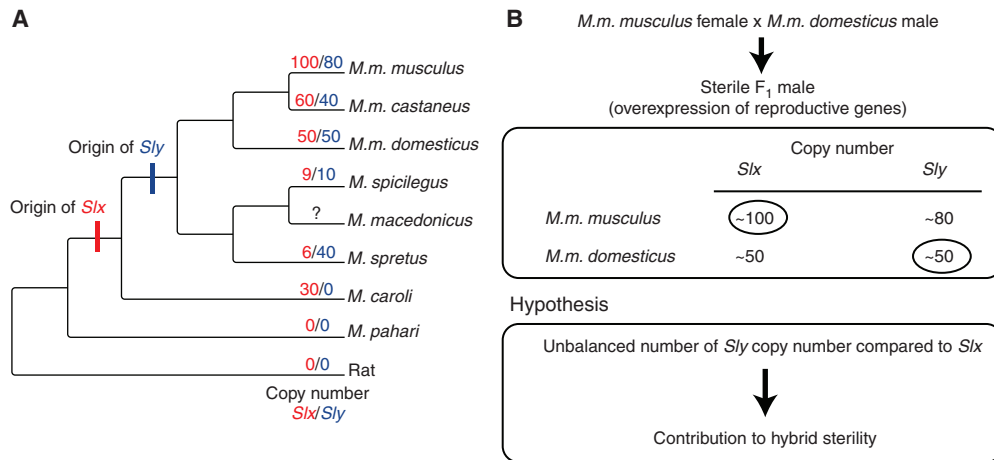 A
100/80
M.m. musculus
60/40
M.m. castaneus
50/50
M.m. domesticus
Origin of Sly
9/10
M. spicilegus
Origin of Slx
?
M. macedonicus
6/40
M. spretus
30/0
M. caroli
0/0
M. pahari
0/0
Rat
Copy number
Slx/Sly
B
M.m. musculus female x M.m. domesticus male
Sterile F1 male
(overexpression of reproductive genes)
Copy number
Slx Sly
M.m. musculus ~100 ~80
M.m. domesticus ~50 ~50
Hypothesis
Unbalanced number of Sly copy number compared to Slx
Contribution to hybrid sterility